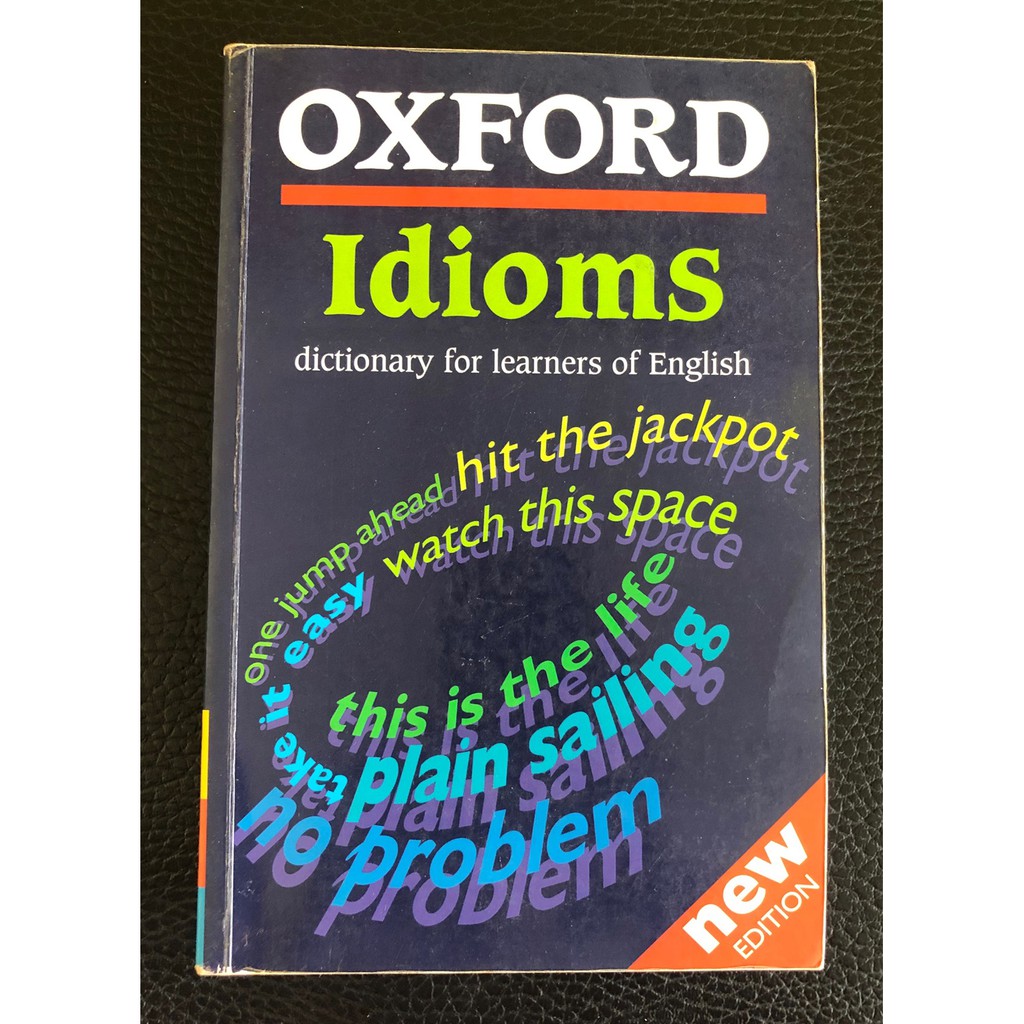 OXFORD
Idioms
dictionary for learners of English
one jump ahead
hit the jackpot
take it easy
watch this space
this is the life
plain sailing
no problem
new
EDITION